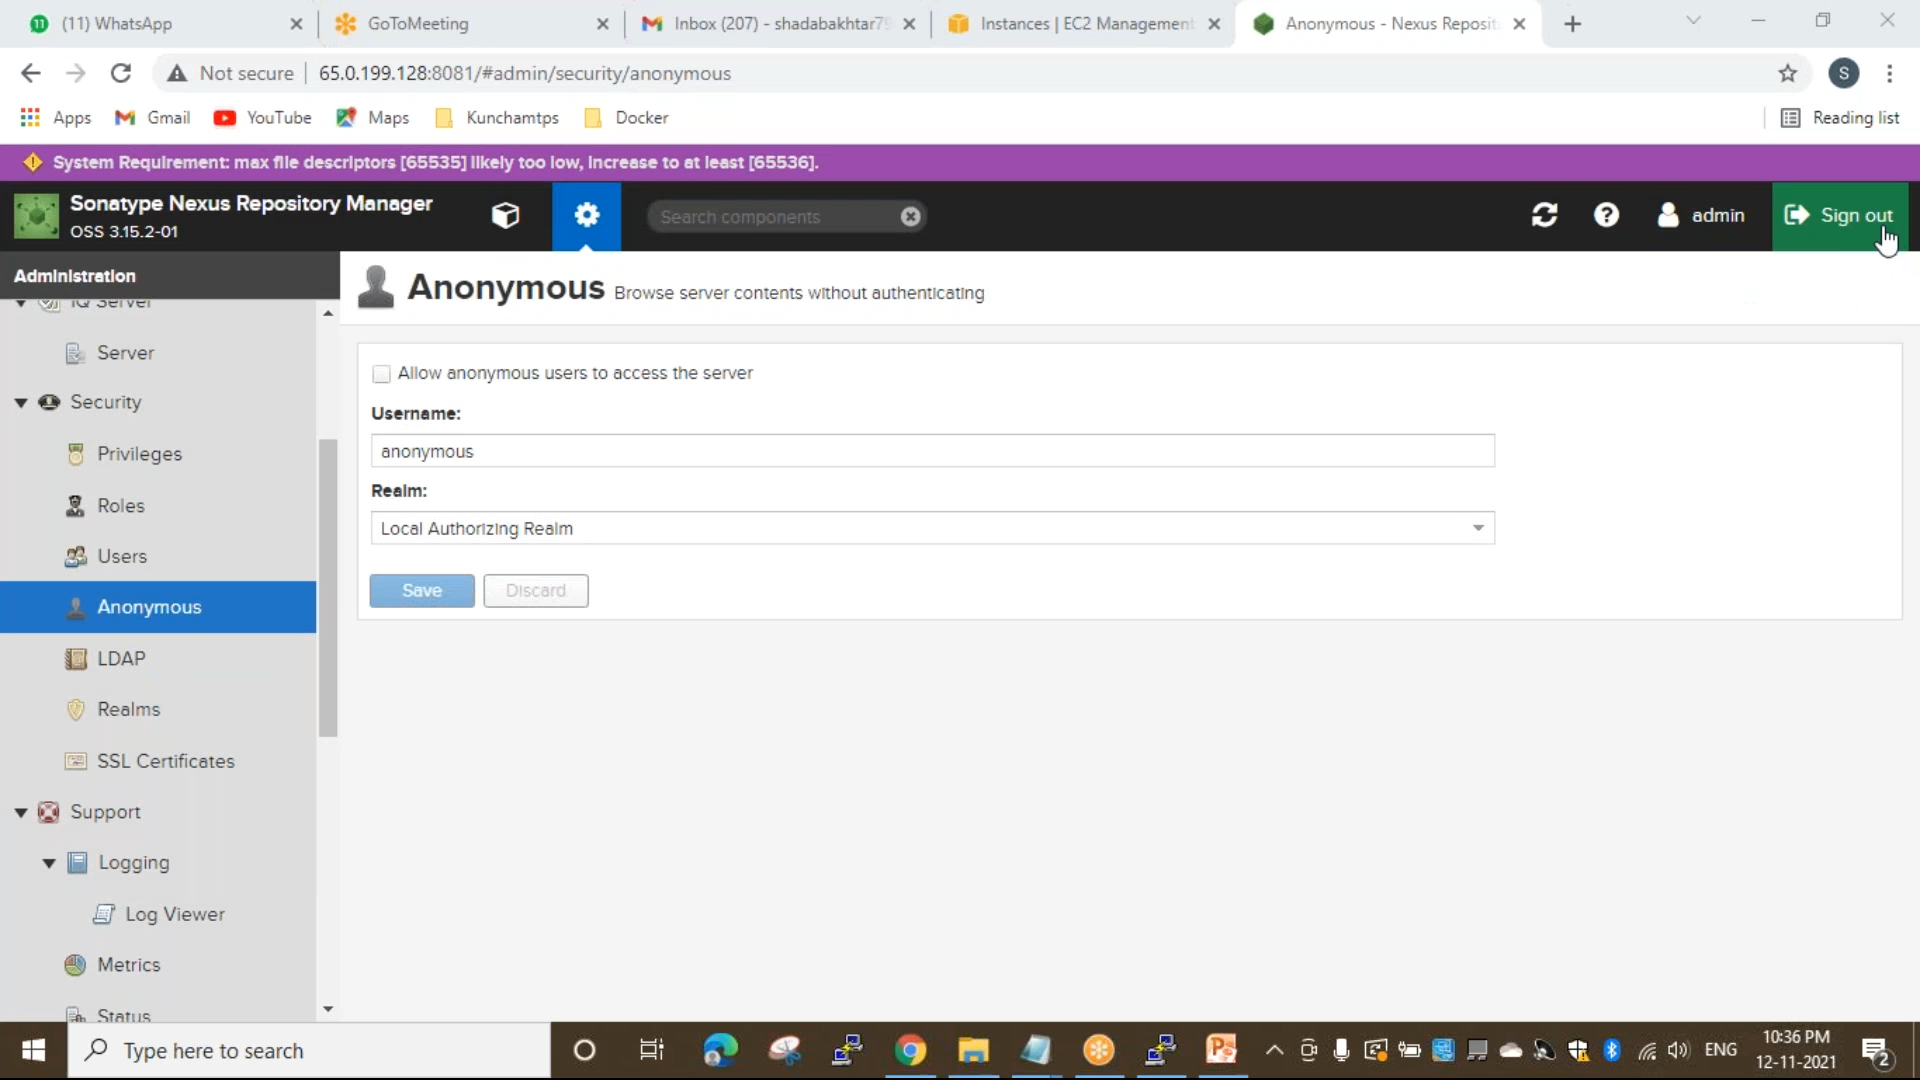 (11) WhatsApp
GoToMeeting
Inbox (207) - shadabakhtar79
Instances | EC2 Management
Anonymous - Nexus Reposit
Not secure
65.0.199.128:8081/#admin/security/anonymous
Apps
Gmail
YouTube
Maps
Kunchamtps
Docker
Reading list
System Requirement: max file descriptors [65535] likely too low, increase to at least [65536].
Sonatype Nexus Repository Manager
OSS 3.15.2-01
Search components
admin
Sign out
Administration
IQ Server
Server
Security
Privileges
Roles
Users
Anonymous
LDAP
Realms
SSL Certificates
Support
Logging
Log Viewer
Metrics
Status
Anonymous Browse server contents without authenticating
Allow anonymous users to access the server
Username:
anonymous
Realm:
Local Authorizing Realm
Save
Discard
Type here to search
ENG
10:36 PM
12-11-2021
2